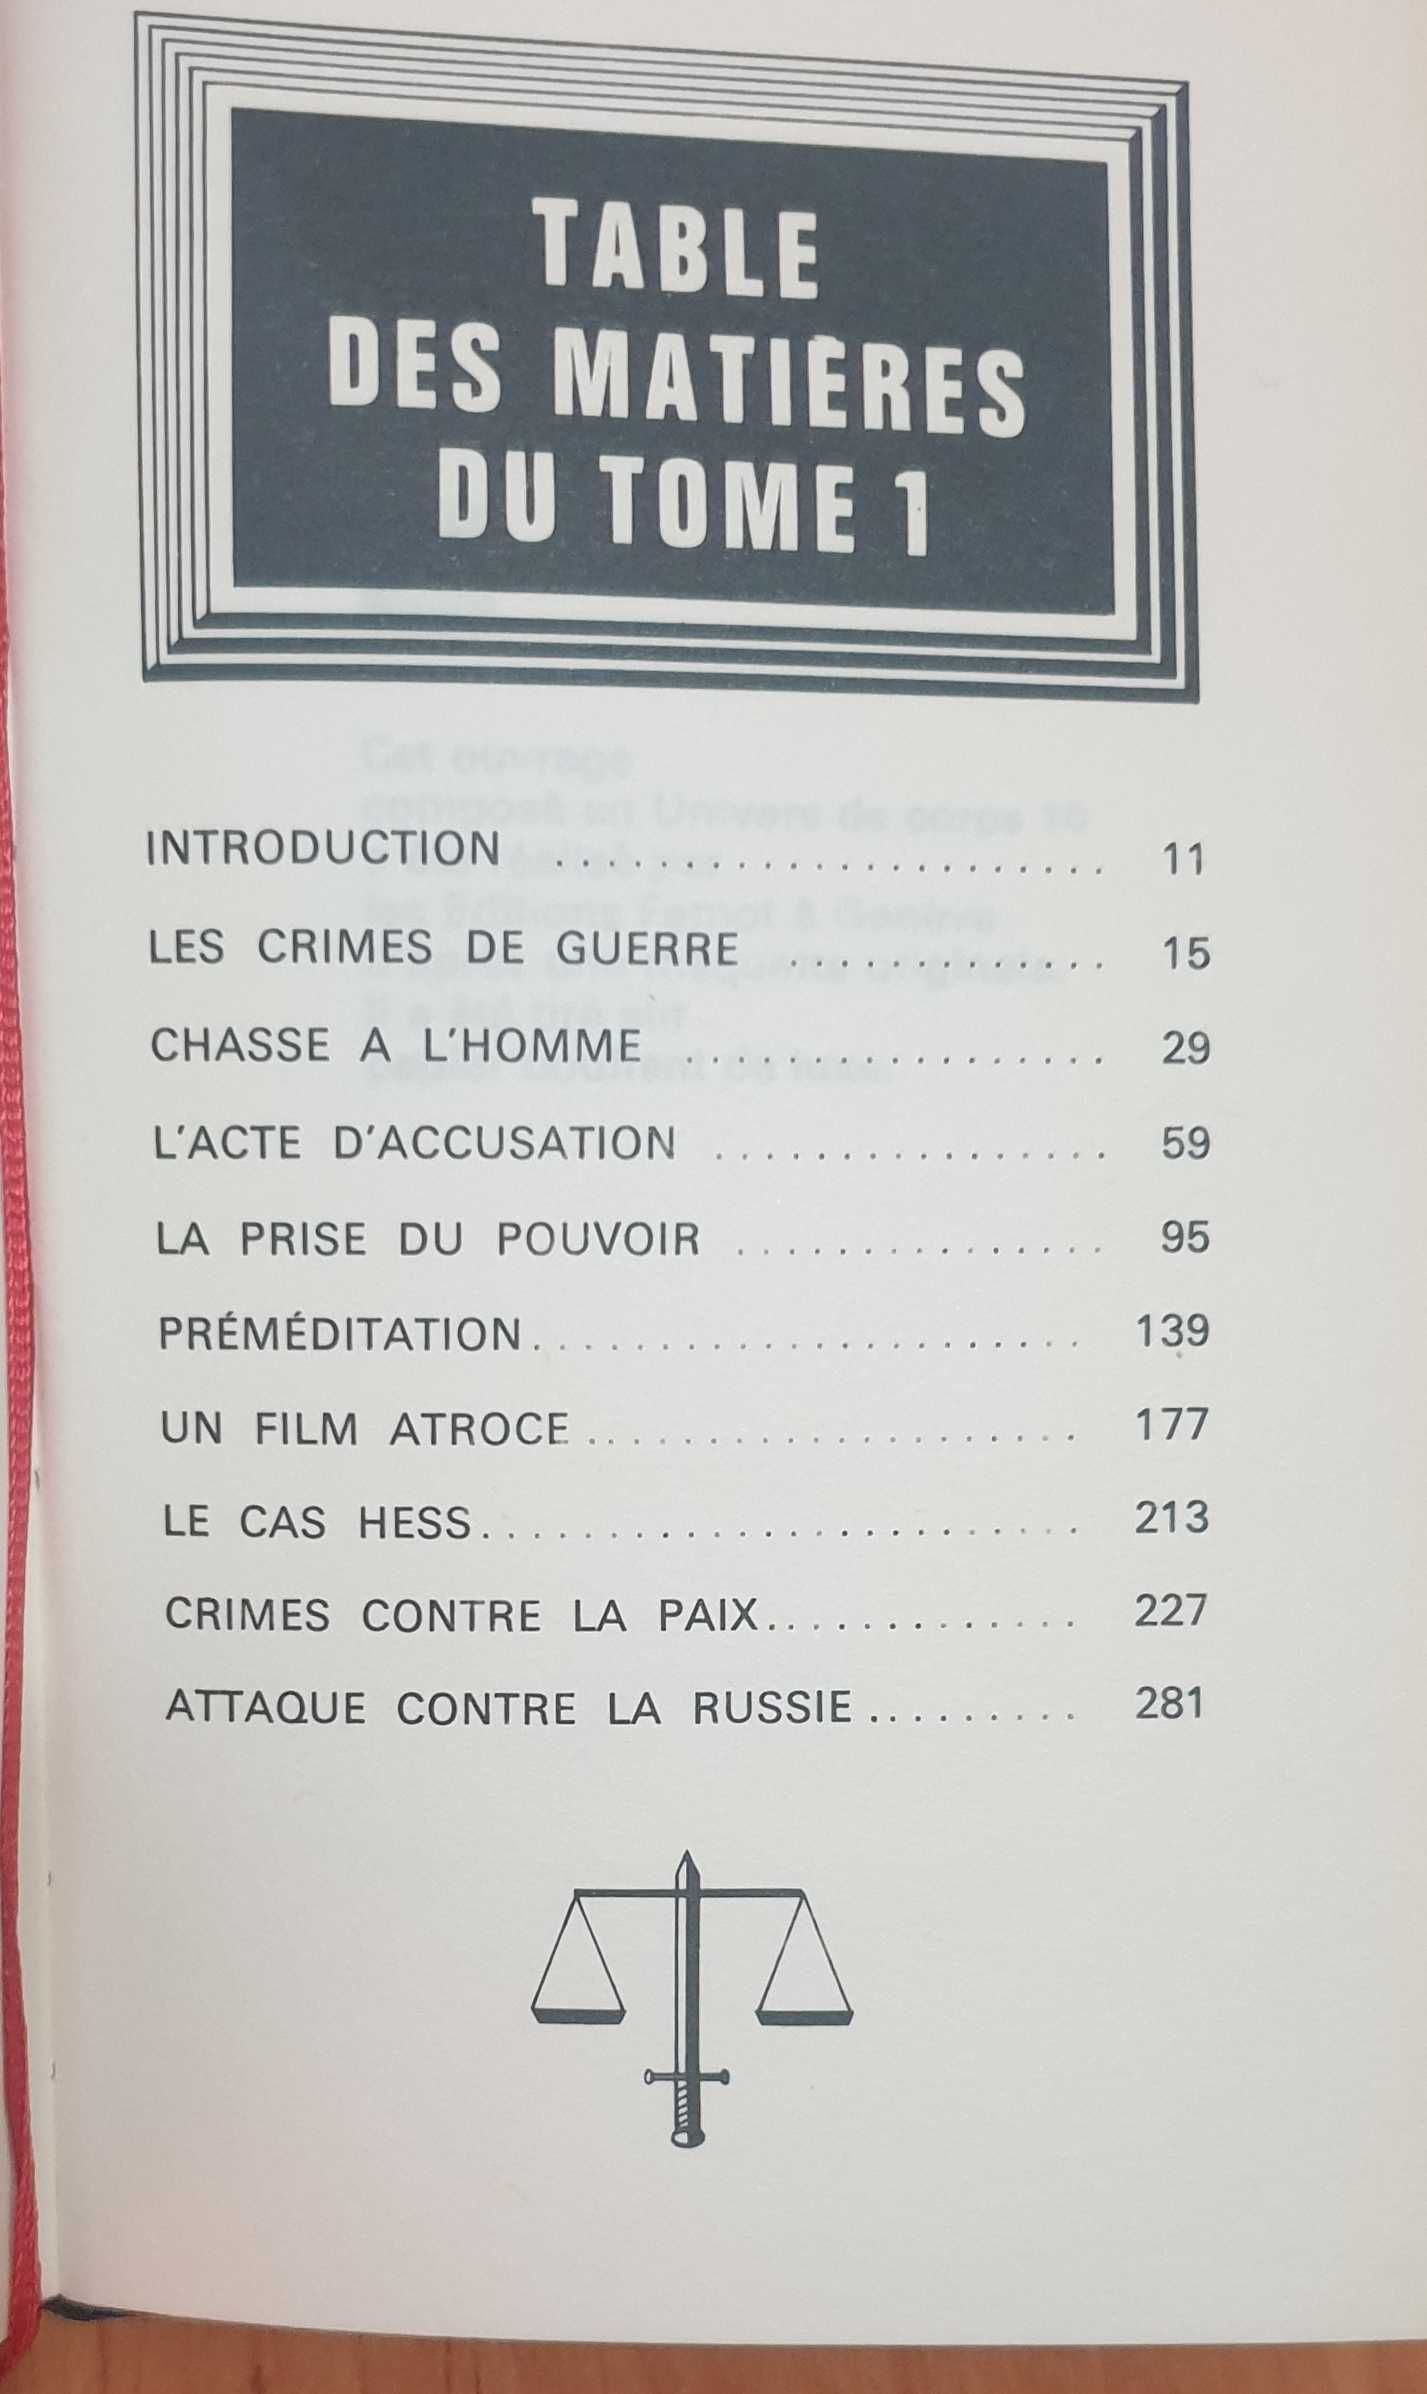 TABLE
DES MATIÈRES
DU TOME 1
INTRODUCTION ...................... 11
LES CRIMES DE GUERRE ............. 15
CHASSE A L'HOMME ................. 29
L'ACTE D'ACCUSATION ................ 59
LA PRISE DU POUVOIR ............... 95
PRÉMÉDITATION...................... 139
UN FILM ATROCE.................... 177
LE CAS HESS........................ 213
CRIMES CONTRE LA PAIX............. 227
ATTAQUE CONTRE LA RUSSIE......... 281